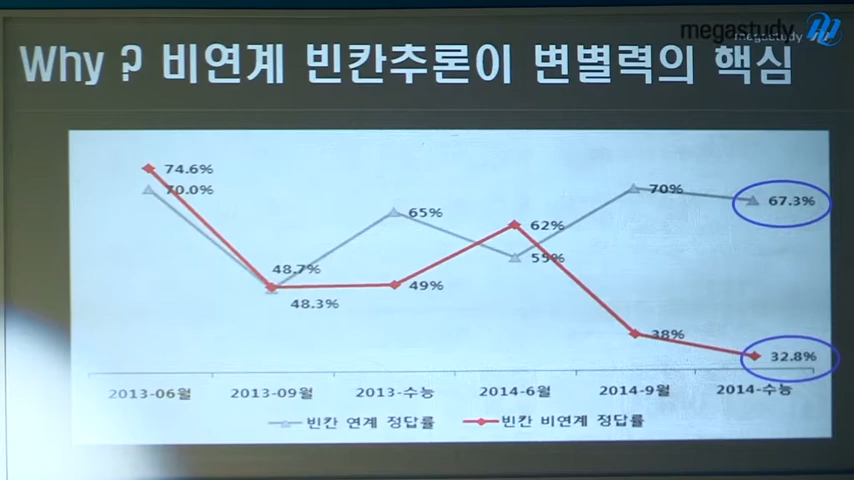 megastudy
megastudy
Why ? 비연계 빈칸추론이 변별력의 핵심
74.6%
70.0%
48.7%
48.3%
65%
49%
62%
55%
70%
38%
67.3%
32.8%
2013-06월 2013-09월 2013-수능 2014-6월 2014-9월 2014-수능
빈칸 연계 정답률 빈칸 비연계 정답률